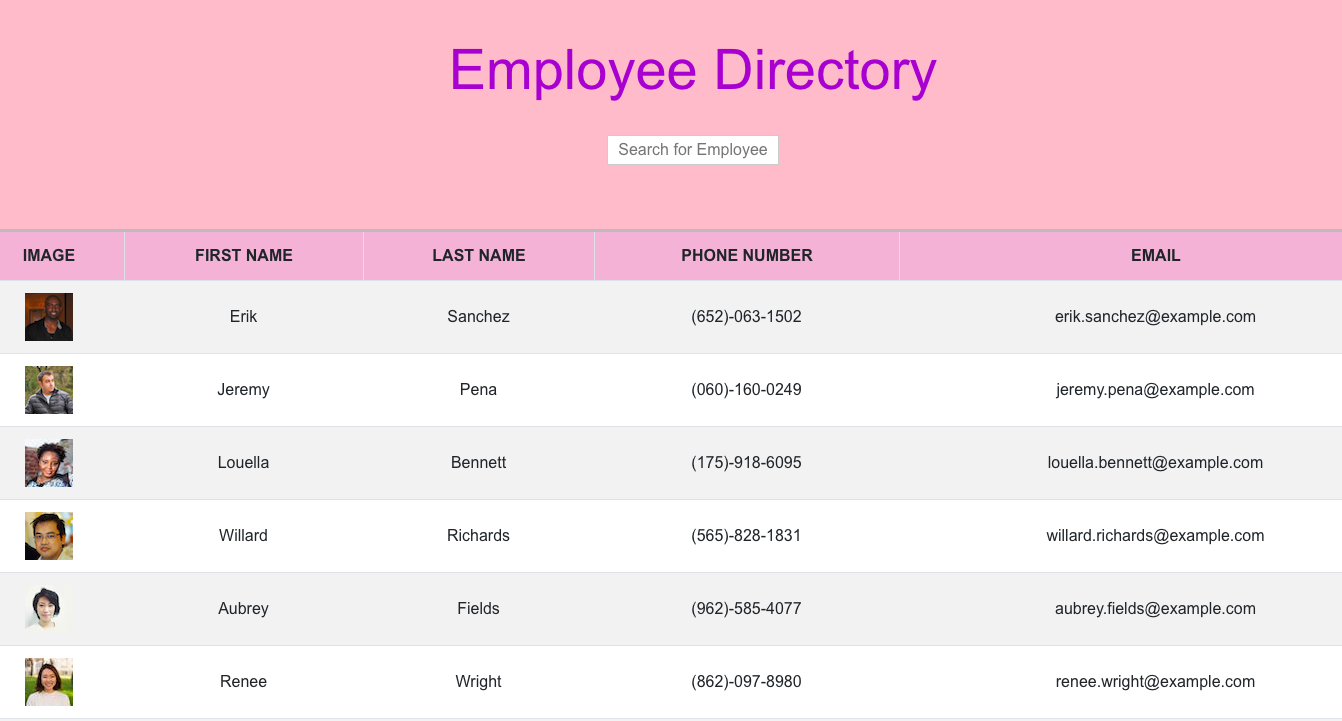 Employee Directory
Search for Employee
IMAGE FIRST NAME LAST NAME PHONE NUMBER EMAIL
Erik Sanchez (652)-063-1502 erik.sanchez@example.com
Jeremy Pena (060)-160-0249 jeremy.pena@example.com
Louella Bennett (175)-918-6095 louella.bennett@example.com
Willard Richards (565)-828-1831 willard.richards@example.com
Aubrey Fields (962)-585-4077 aubrey.fields@example.com
Renee Wright (862)-097-8980 renee.wright@example.com